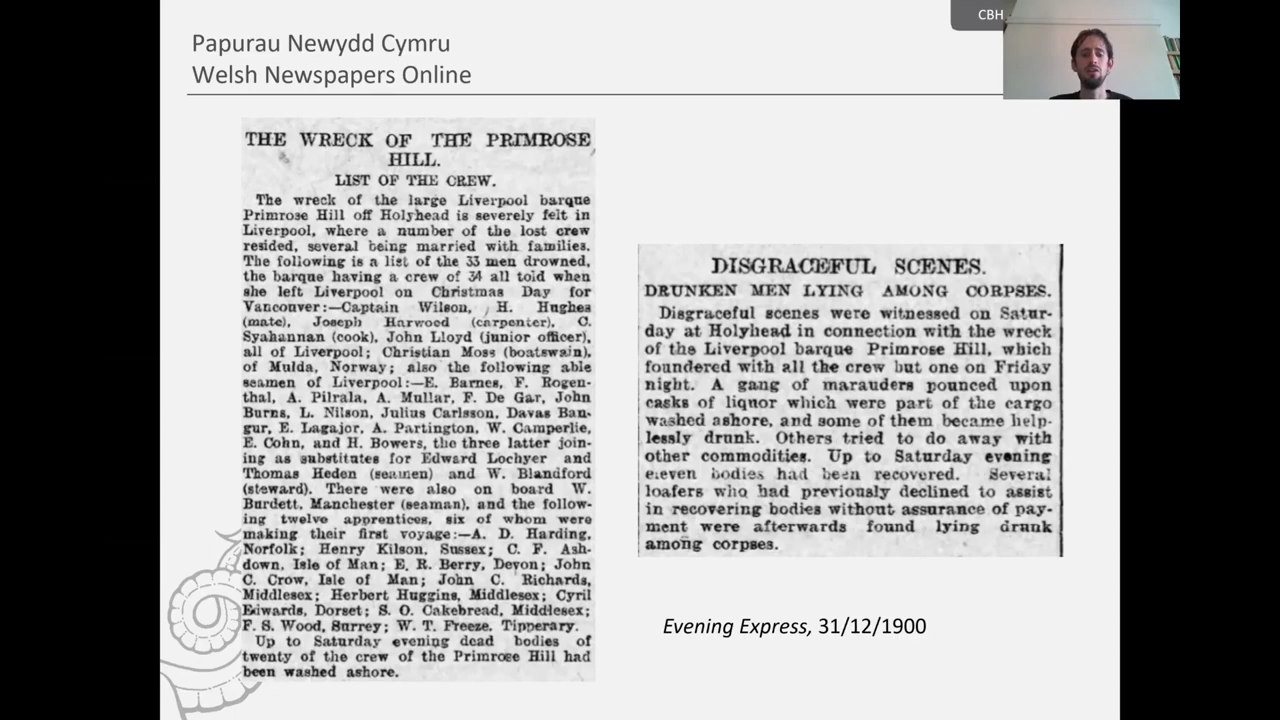 Papurau Newydd Cymru
Welsh Newspapers Online
CBH
THE WRECK OF THE PRIMROSE
HILL.
LIST OF THE CREW.
The wreck of the large Liverpool barque
Primrose Hill off Holyhead is severely felt in
Liverpool, where a number of the lost crew
resided, several being married with families.
The following is a list of the 33 men drowned,
the barque having a crew of 34 all told when
she left Liverpool on Christmas Day for
Vancouver:—Captain Wilson, H. Hughes
(mate), Joseph Harwood (carpenter), C.
Syahannan (cook), John Lloyd (junior officer),
all of Liverpool; Christian Moss (boatswain),
of Mulda, Norway; also the following able
seamen of Liverpool:—E. Barnes, F. Rogen-
thal, A. Pilrala, A. Mullar, F. De Gar, John
Burns, L. Nilson, Julius Carlsson, Davas Ban-
gur, E. Lagajor, A. Partington, W. Camperlie,
E. Cohn, and H. Bowers, the three latter join-
ing as substitutes for Edward Lochyer and
Thomas Heden (seamen) and W. Blandford
(steward). There were also on board W.
Burdett, Manchester (seaman), and the follow-
ing twelve apprentices, six of whom were
making their first voyage:—A. D. Harding,
Norfolk; Henry Kilson, Sussex; C. F. Ash-
down, Isle of Man; E. R. Berry, Devon; John
C. Crow, Isle of Man; John C. Richards,
Middlesex; Herbert Huggins, Middlesex; Cyril
Edwards, Dorset; S. O. Cakebread, Middlesex;
F. S. Wood, Surrey; W. T. Freeze, Tipperary.
Up to Saturday evening dead bodies of
twenty of the crew of the Primrose Hill had
been washed ashore.
DISGRACEFUL SCENES.
DRUNKEN MEN LYING AMONG CORPSES.
Disgraceful scenes were witnessed on Satur-
day at Holyhead in connection with the wreck
of the Liverpool barque Primrose Hill, which
foundered with all the crew but one on Friday
night. A gang of marauders pounced upon
casks of liquor which were part of the cargo
washed ashore, and some of them became help-
lessly drunk. Others tried to do away with
other commodities. Up to Saturday evening
eleven bodies had been recovered. Several
loafers who had previously declined to assist
in recovering bodies without assurance of pay-
ment were afterwards found lying drunk
among corpses.
Evening Express, 31/12/1900